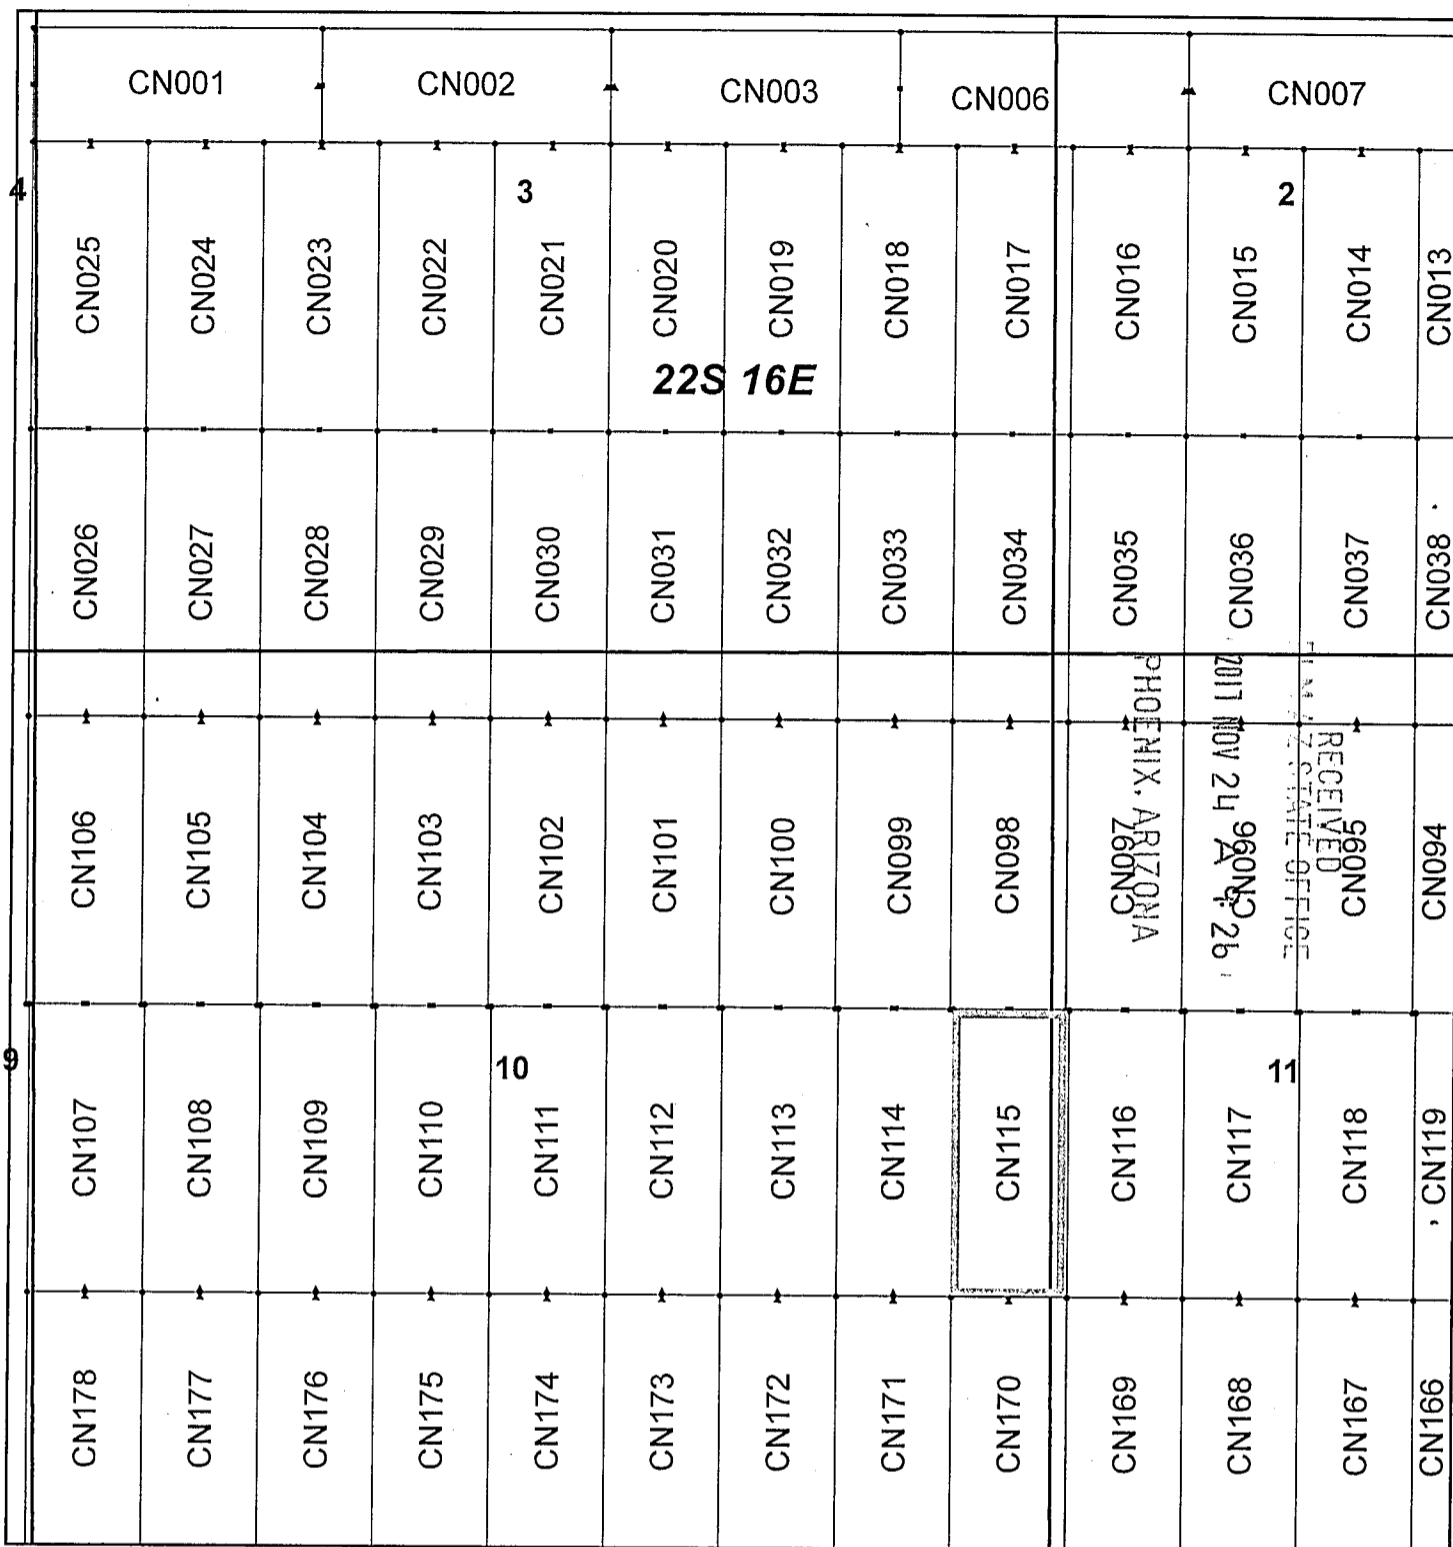 CN001 CN002 CN003 CN006 CN007
4 3 2
CN025 CN024 CN023 CN022 CN021 CN020 CN019 CN018 CN017 CN016 CN015 CN014 CN013
22S 16E
CN026 CN027 CN028 CN029 CN030 CN031 CN032 CN033 CN034 CN035 CN036 CN037 CN038
RECEIVED
STATE OFFICE
NOV 24 A
26
PHOENIX, ARIZONA
CN106 CN105 CN104 CN103 CN102 CN101 CN100 CN099 CN098 CN097 CN096 CN095 CN094
9 10 11
CN107 CN108 CN109 CN110 CN111 CN112 CN113 CN114 CN115 CN116 CN117 CN118 CN119
CN178 CN177 CN176 CN175 CN174 CN173 CN172 CN171 CN170 CN169 CN168 CN167 CN166